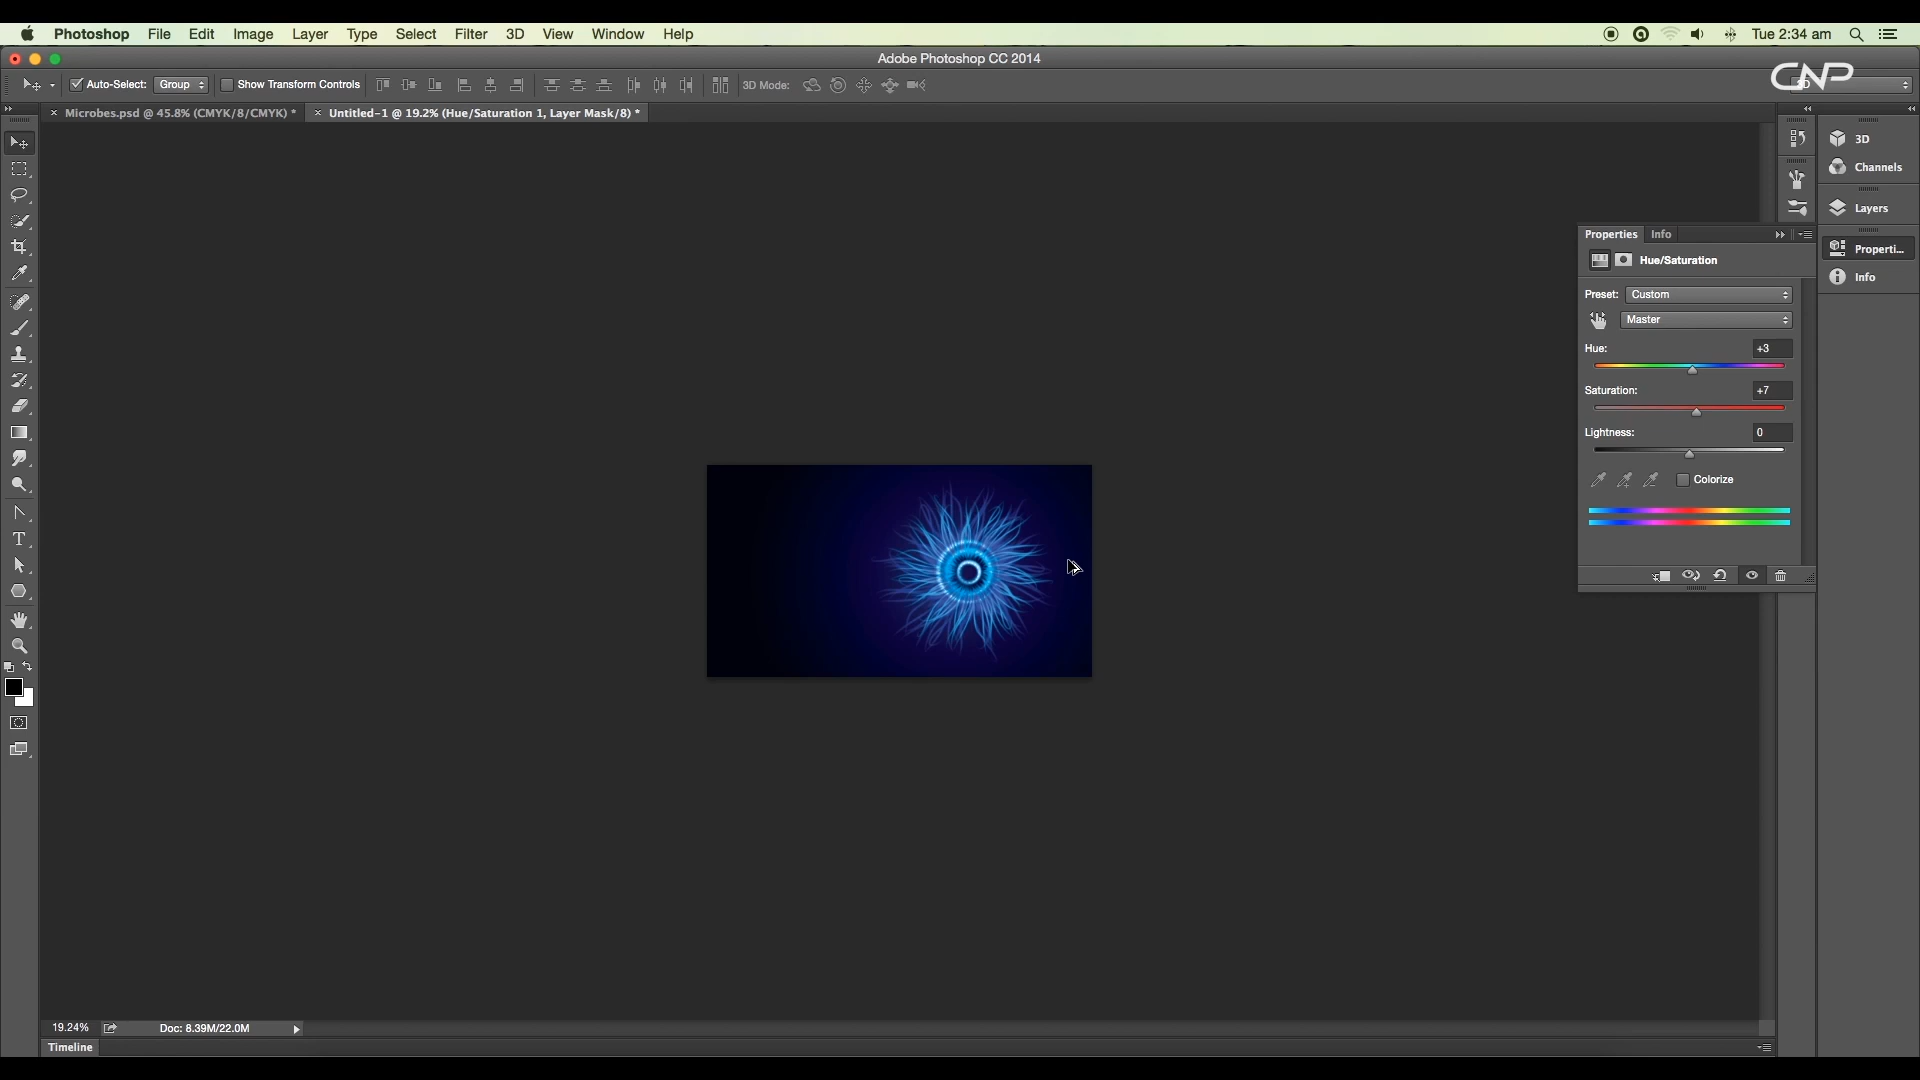 Photoshop File Edit Image Layer Type Select Filter 3D View Window Help Tue 2:34 am
Adobe Photoshop CC 2014
Auto-Select: Group Show Transform Controls 3D Mode: CNP
Microbes.psd @ 45.8% (CMYK/8/CMYK) * Untitled-1 @ 19.2% (Hue/Saturation 1, Layer Mask/8) *
3D
Channels
Layers
Properti...
Info
Properties Info
Hue/Saturation
Preset: Custom
Master
Hue: +3
Saturation: +7
Lightness: 0
Colorize
19.24% Doc: 8.39M/22.0M
Timeline